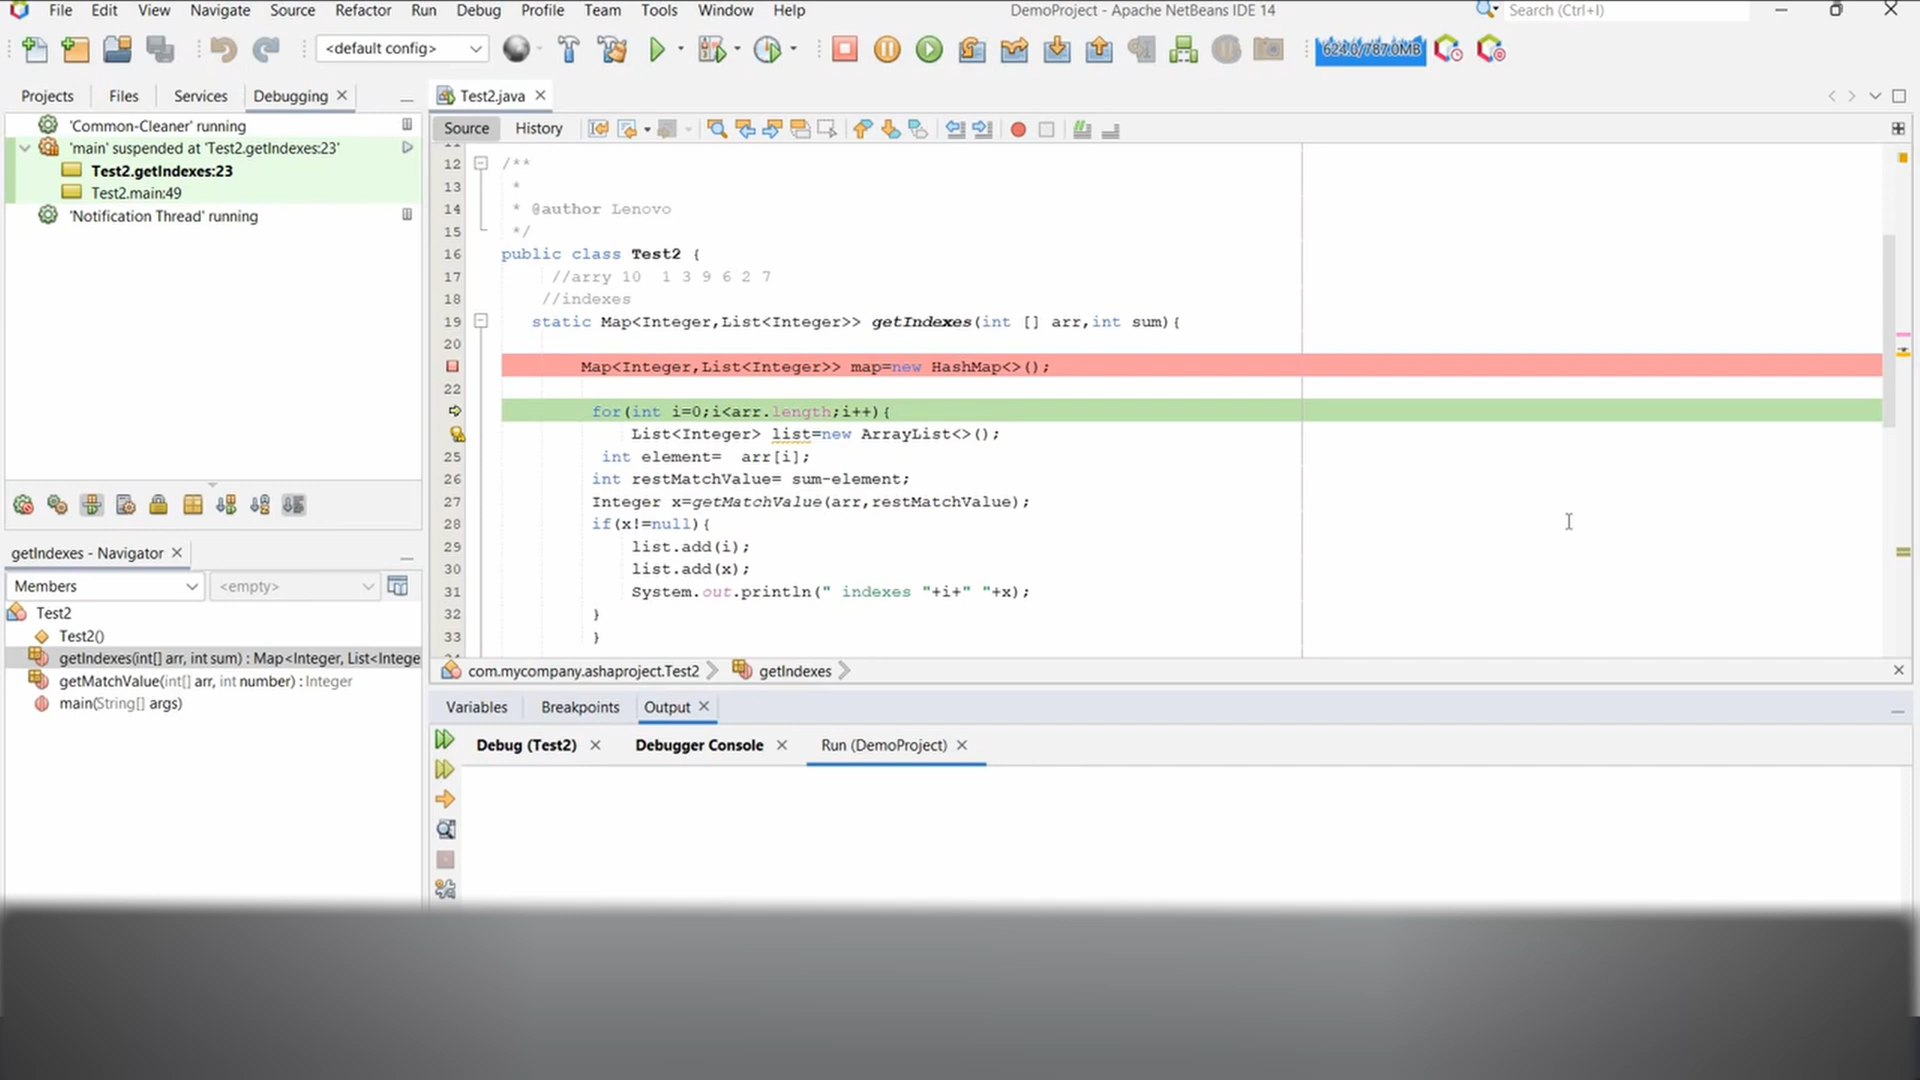 File Edit View Navigate Source Refactor Run Debug Profile Team Tools Window Help
DemoProject - Apache NetBeans IDE 14
Search (Ctrl+I)
<default config>
624.0/787.0MB
Projects Files Services Debugging
Test2.java
'Common-Cleaner' running
'main' suspended at 'Test2.getIndexes:23'
Test2.getIndexes:23
Test2.main:49
'Notification Thread' running
Source History
12 /**
13 *
14 * @author Lenovo
15 */
16 public class Test2 {
17 //arry 10 1 3 9 6 2 7
18 //indexes
19 static Map<Integer,List<Integer>> getIndexes(int [] arr,int sum){
20
Map<Integer,List<Integer>> map=new HashMap<>();
22
for(int i=0;i<arr.length;i++){
List<Integer> list=new ArrayList<>();
25 int element= arr[i];
26 int restMatchValue= sum-element;
27 Integer x=getMatchValue(arr,restMatchValue);
28 if(x!=null){
29 list.add(i);
30 list.add(x);
31 System.out.println(" indexes "+i+" "+x);
32 }
33 }
com.mycompany.ashaproject.Test2 getIndexes
getIndexes - Navigator
Members <empty>
Test2
Test2()
getIndexes(int[] arr, int sum) : Map<Integer, List<Intege
getMatchValue(int[] arr, int number) : Integer
main(String[] args)
Variables Breakpoints Output
Debug (Test2) Debugger Console Run (DemoProject)